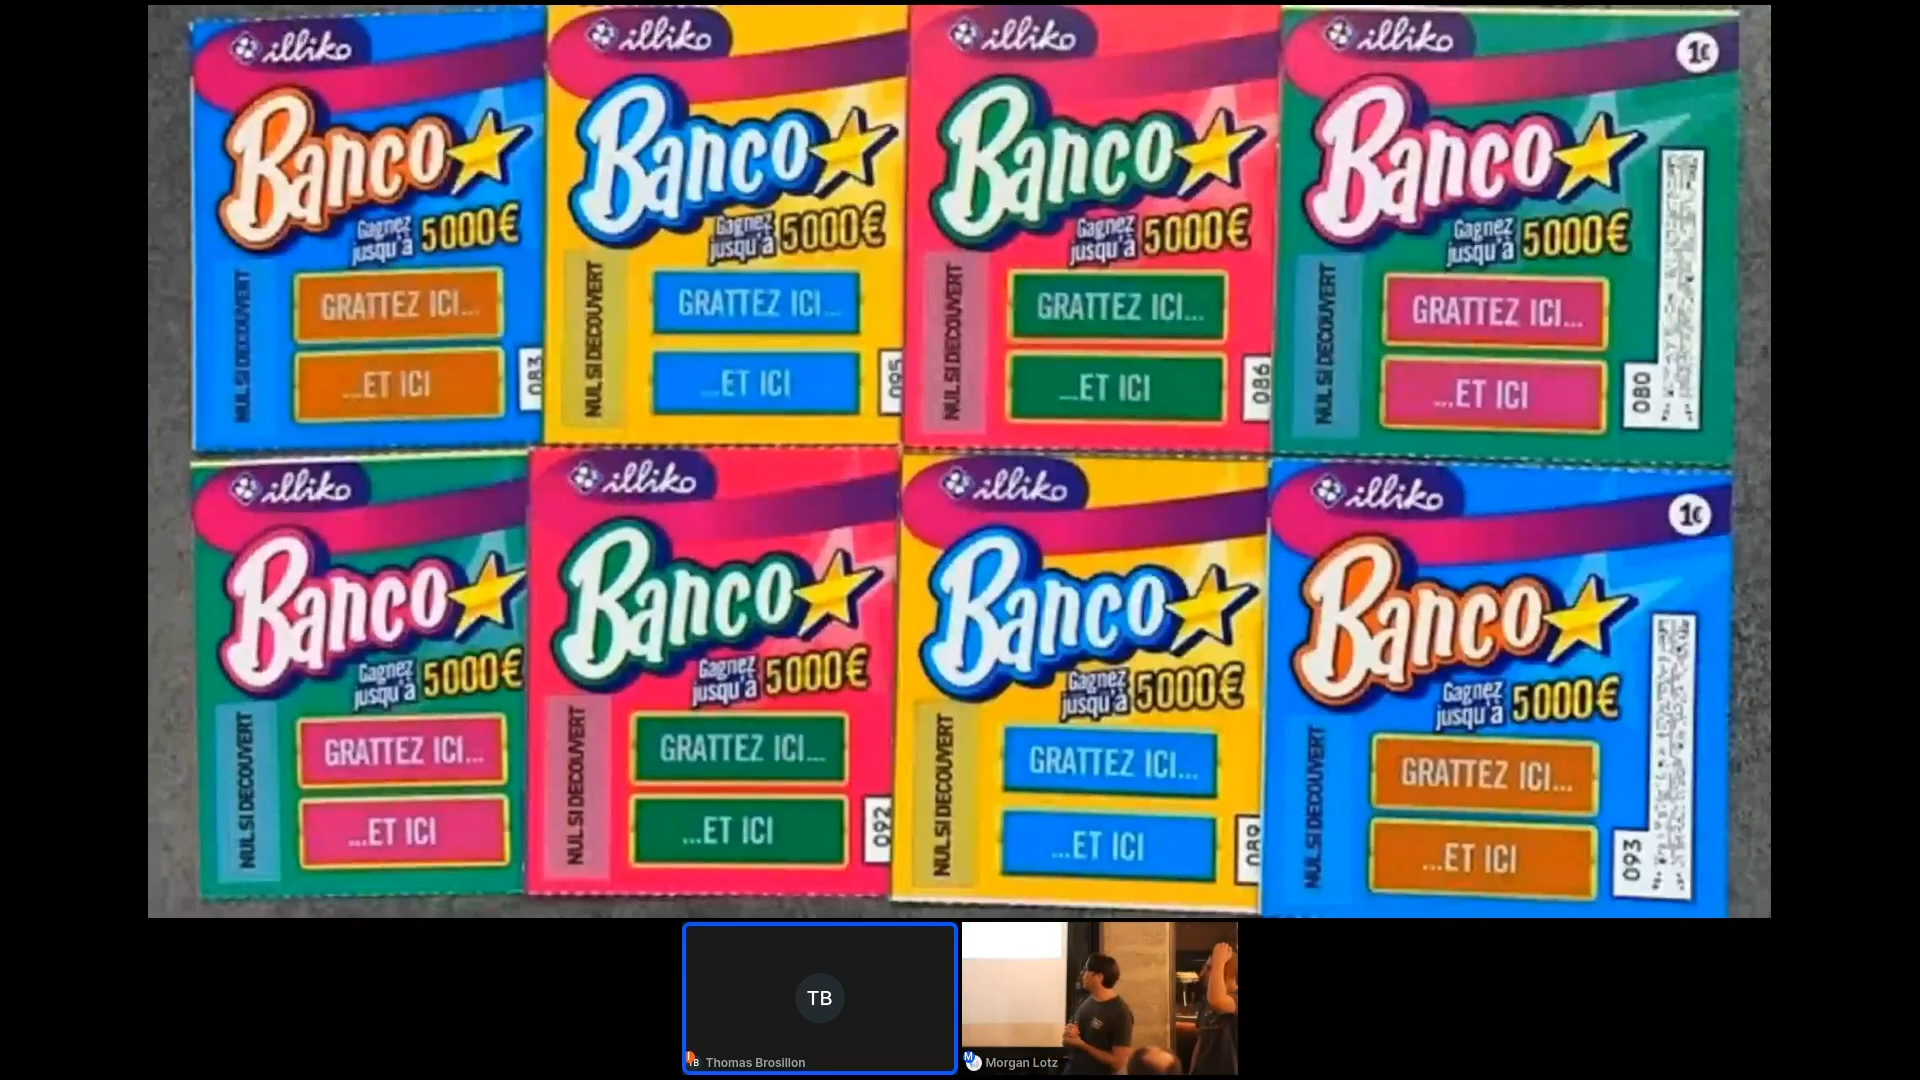 illiko
Banco
Gagnez
jusqu'à 5000€
NUL SI DECOUVERT
GRATTEZ ICI...
...ET ICI
083
illiko
Banco
Gagnez
jusqu'à 5000€
NUL SI DECOUVERT
GRATTEZ ICI...
...ET ICI
095
illiko
Banco
Gagnez
jusqu'à 5000€
NUL SI DECOUVERT
GRATTEZ ICI...
...ET ICI
086
illiko
1€
Banco
Gagnez
jusqu'à 5000€
NUL SI DECOUVERT
GRATTEZ ICI...
...ET ICI
080
illiko
Banco
Gagnez
jusqu'à 5000€
NUL SI DECOUVERT
GRATTEZ ICI...
...ET ICI
illiko
Banco
Gagnez
jusqu'à 5000€
NUL SI DECOUVERT
GRATTEZ ICI...
...ET ICI
092
illiko
Banco
Gagnez
jusqu'à 5000€
NUL SI DECOUVERT
GRATTEZ ICI...
...ET ICI
089
illiko
1€
Banco
Gagnez
jusqu'à 5000€
NUL SI DECOUVERT
GRATTEZ ICI...
...ET ICI
093
TB
Thomas Brosillon
M
Morgan Lotz